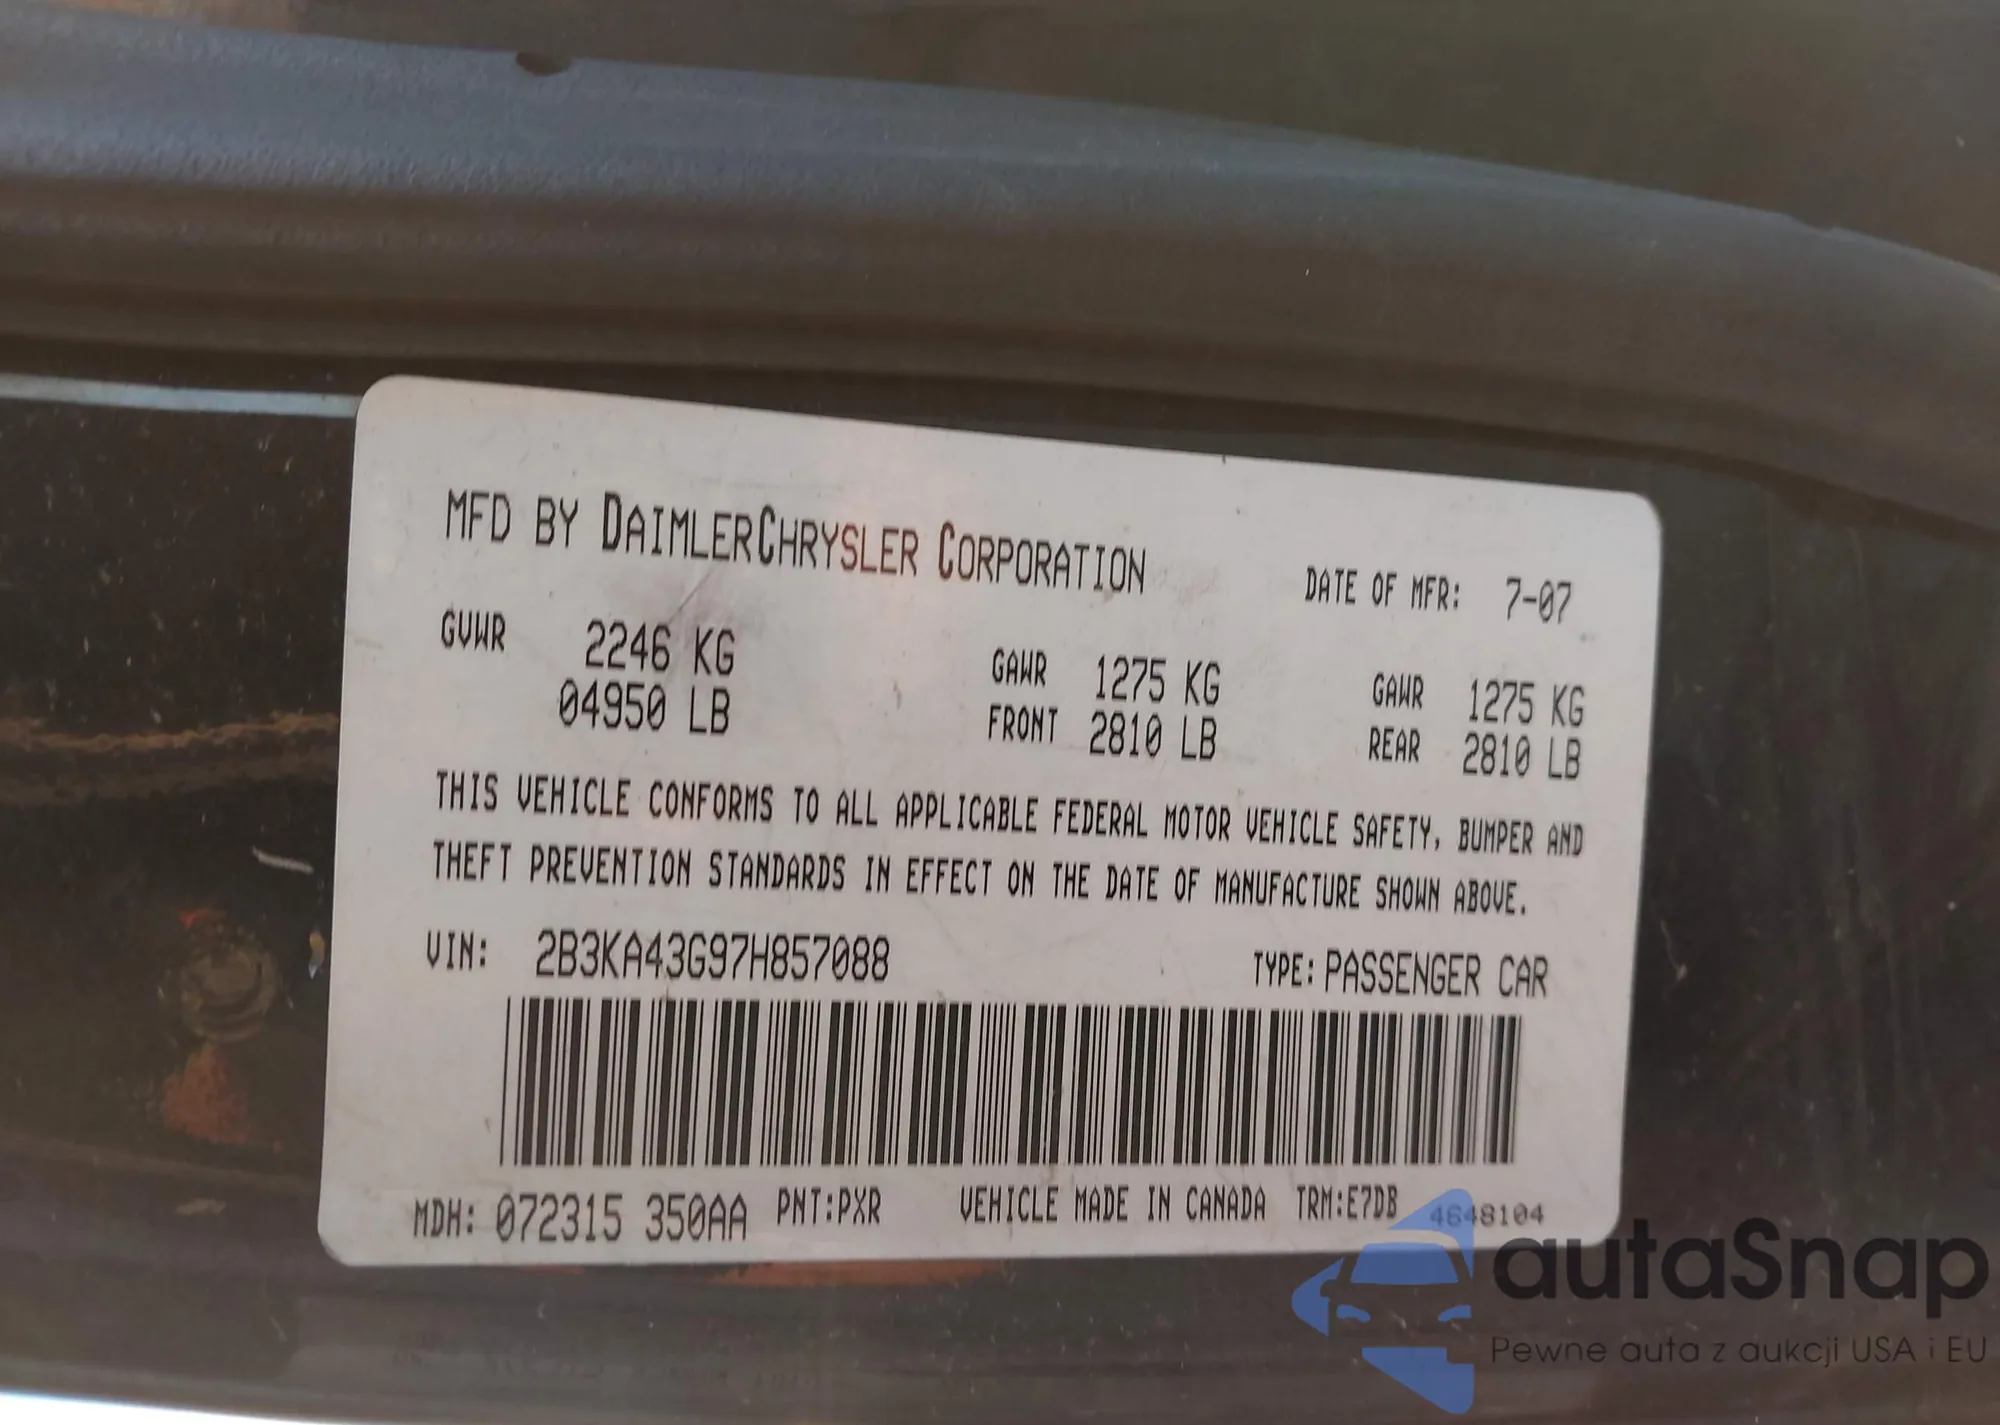 MFD BY DAIMLERCHRYSLER CORPORATION
DATE OF MFR: 7-07
GVWR 2246 KG GAWR 1275 KG GAWR 1275 KG
04950 LB FRONT 2810 LB REAR 2810 LB
THIS VEHICLE CONFORMS TO ALL APPLICABLE FEDERAL MOTOR VEHICLE SAFETY, BUMPER AND
THEFT PREVENTION STANDARDS IN EFFECT ON THE DATE OF MANUFACTURE SHOWN ABOVE.
VIN: 2B3KA43G97H857088 TYPE: PASSENGER CAR
MDH: 072315 350AA PNT:PXR VEHICLE MADE IN CANADA TRM:E7DB 4648104
autaSnap
Pewne auta z aukcji USA i EU